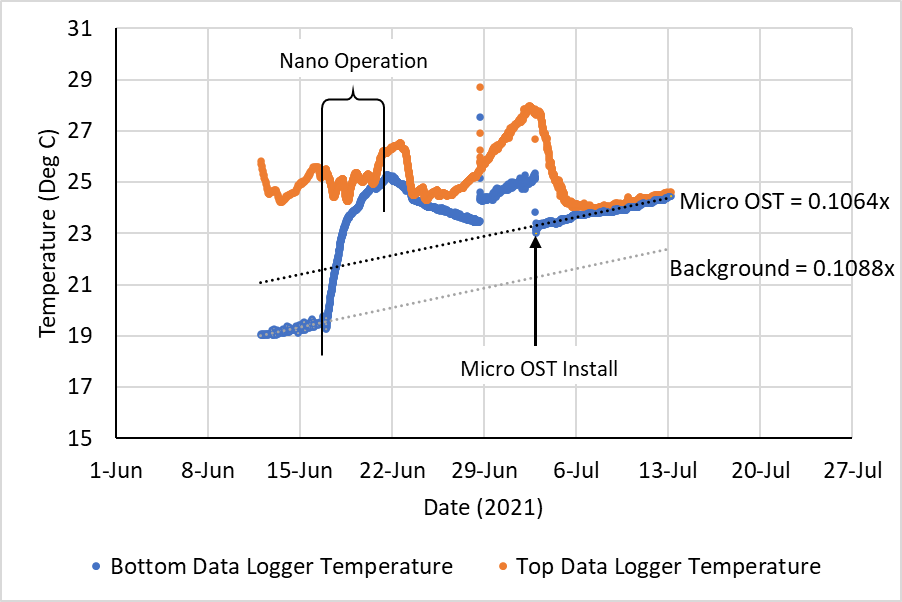 31
29
27
25
23
21
19
17
15
Temperature (Deg C)
Nano Operation
Micro OST = 0.1064x
Background = 0.1088x
Micro OST Install
1-Jun 8-Jun 15-Jun 22-Jun 29-Jun 6-Jul 13-Jul 20-Jul 27-Jul
Date (2021)
Bottom Data Logger Temperature Top Data Logger Temperature